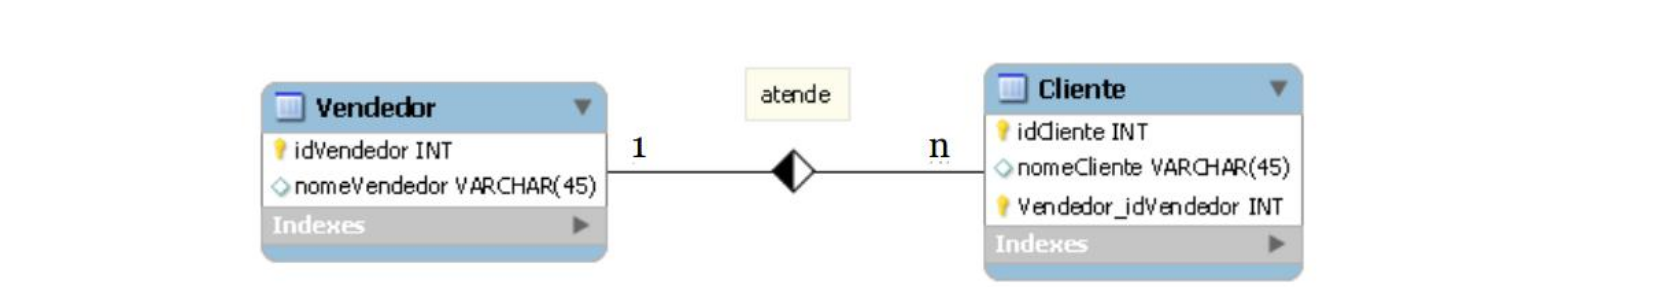 Vendedor
idVendedor INT
nomeVendedor VARCHAR(45)
Indexes
1
atende
n
Cliente
idCliente INT
nomeCliente VARCHAR(45)
Vendedor_idVendedor INT
Indexes